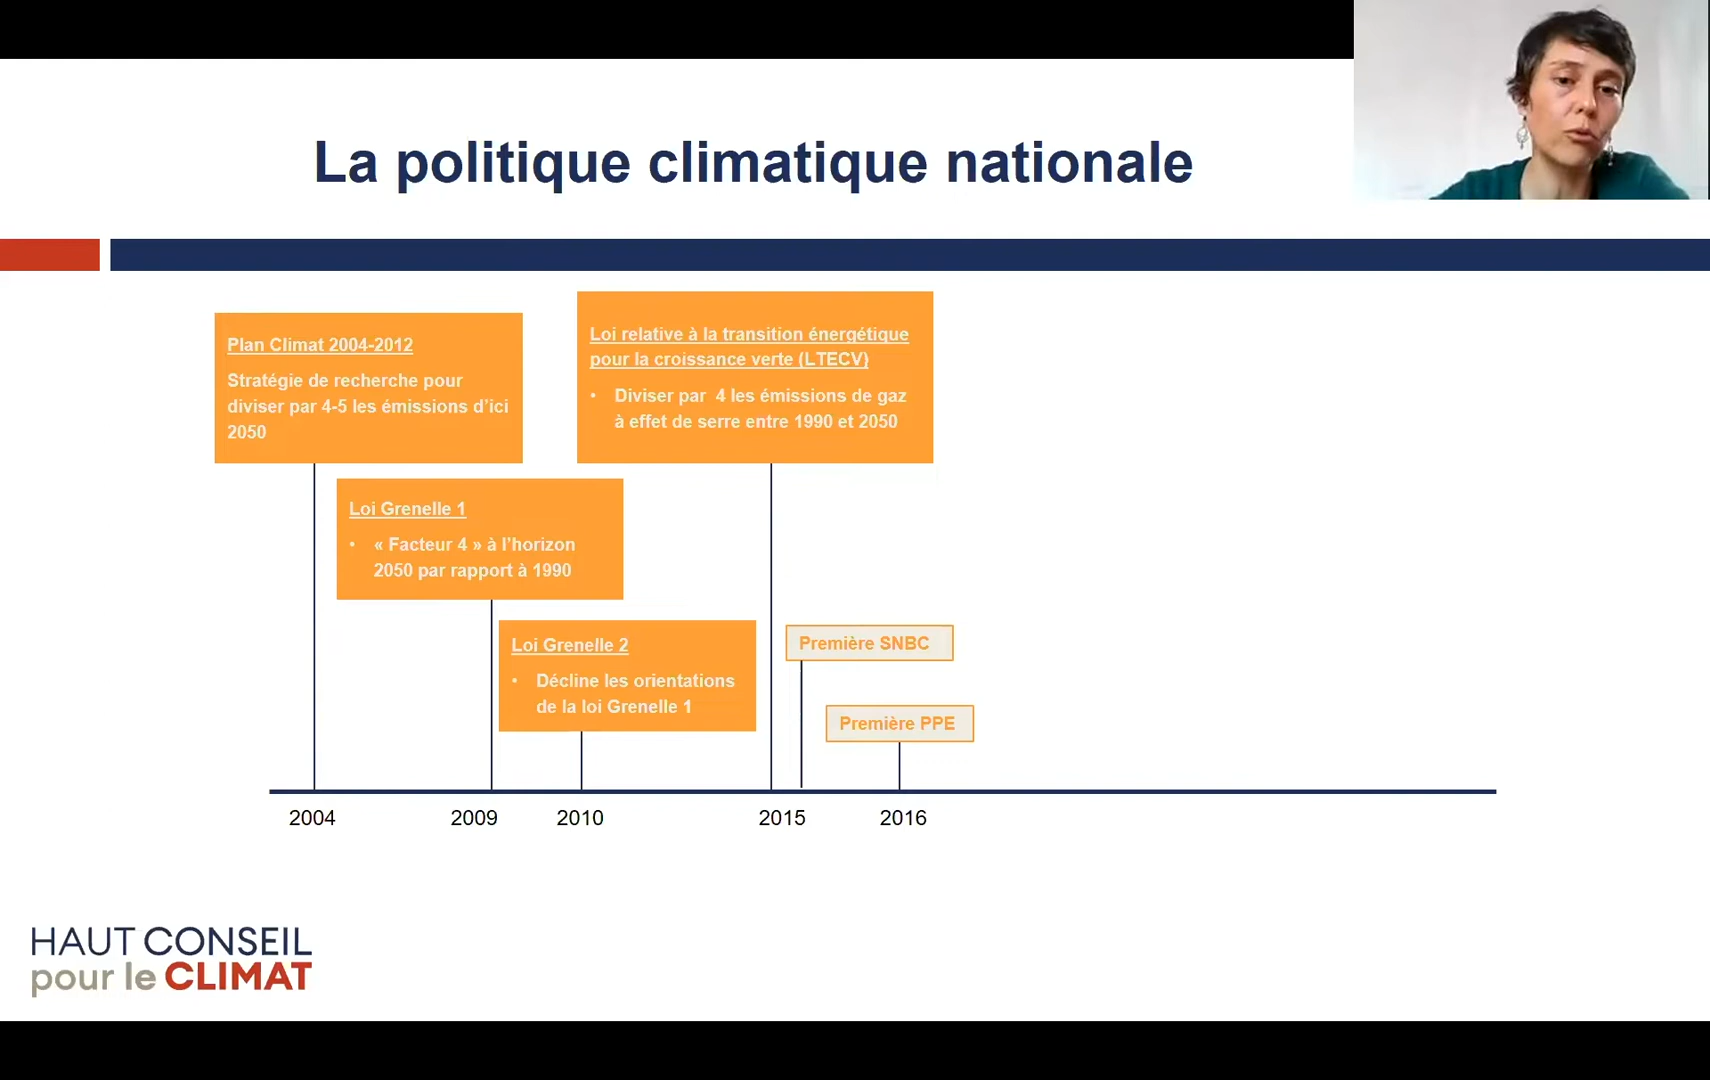 La politique climatique nationale
Plan Climat 2004-2012
Stratégie de recherche pour
diviser par 4-5 les émissions d’ici
2050
Loi relative à la transition énergétique
pour la croissance verte (LTECV)
• Diviser par 4 les émissions de gaz
à effet de serre entre 1990 et 2050
Loi Grenelle 1
• « Facteur 4 » à l’horizon
2050 par rapport à 1990
Loi Grenelle 2
• Décline les orientations
de la loi Grenelle 1
Première SNBC
Première PPE
2004 2009 2010 2015 2016
HAUT CONSEIL
pour le CLIMAT